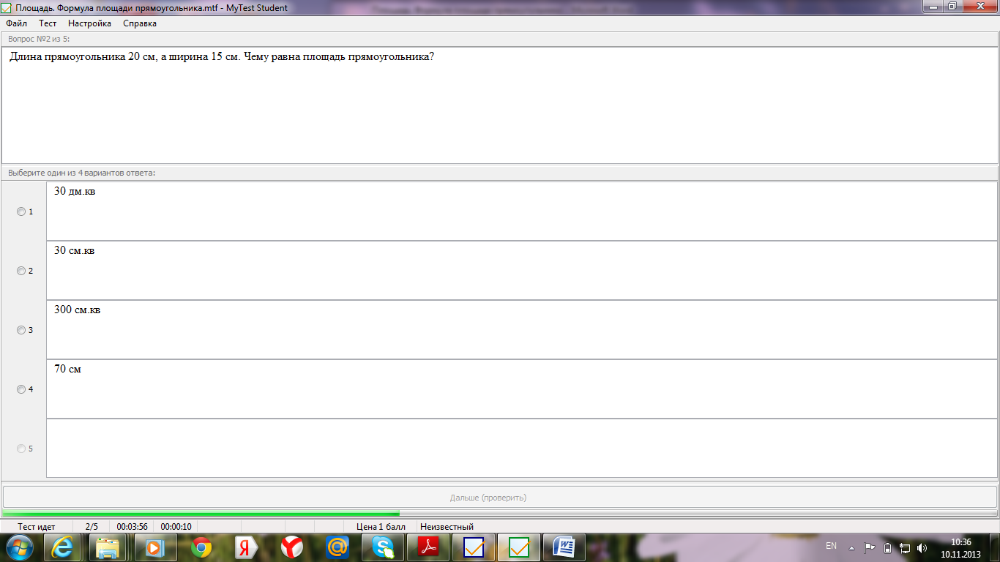 Площадь. Формула площади прямоугольника.mtf - MyTest Student
Файл Тест Настройка Справка
Вопрос №2 из 5:
Длина прямоугольника 20 см, а ширина 15 см. Чему равна площадь прямоугольника?
Выберите один из 4 вариантов ответа:
1 30 дм.кв
2 30 см.кв
3 300 см.кв
4 70 см
5
Дальше (проверить)
Тест идет 2/5 00:03:56 00:00:10 Цена 1 балл Неизвестный
EN 10:36
10.11.2013